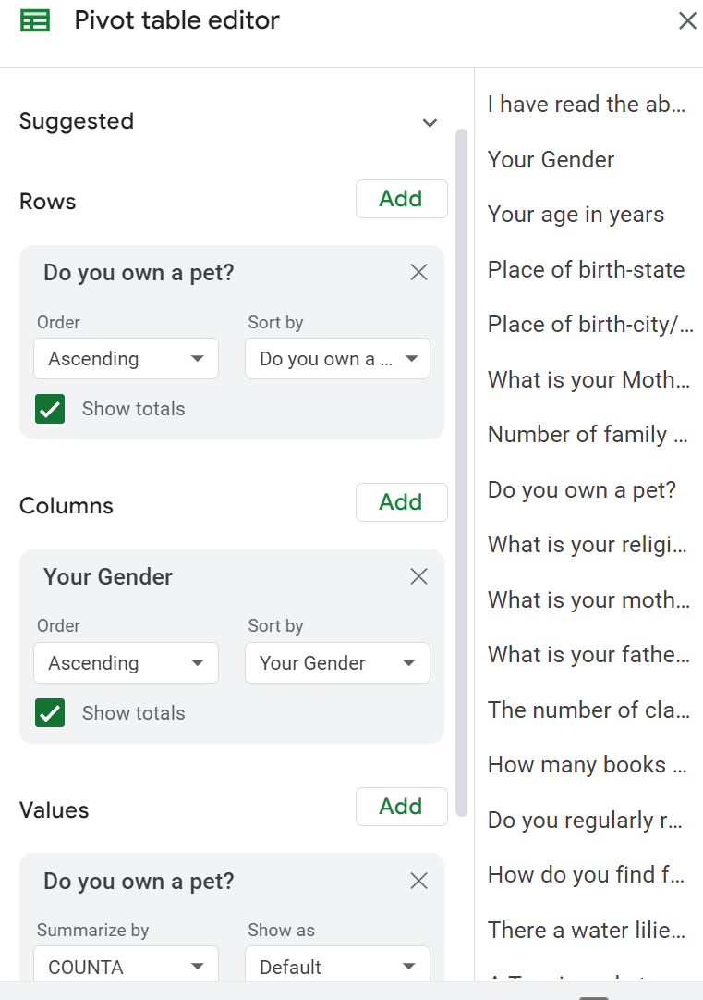 Pivot table editor
Suggested
Rows
Add
Do you own a pet?
Order
Sort by
Ascending
Do you own a ...
Show totals
Columns
Add
Your Gender
Order
Sort by
Ascending
Your Gender
Show totals
Values
Add
Do you own a pet?
Summarize by
Show as
COUNTA
Default
I have read the ab...
Your Gender
Your age in years
Place of birth-state
Place of birth-city/...
What is your Moth...
Number of family ...
Do you own a pet?
What is your religi...
What is your moth...
What is your fathe...
The number of cla...
How many books ...
Do you regularly r...
How do you find f...
There a water lilie...